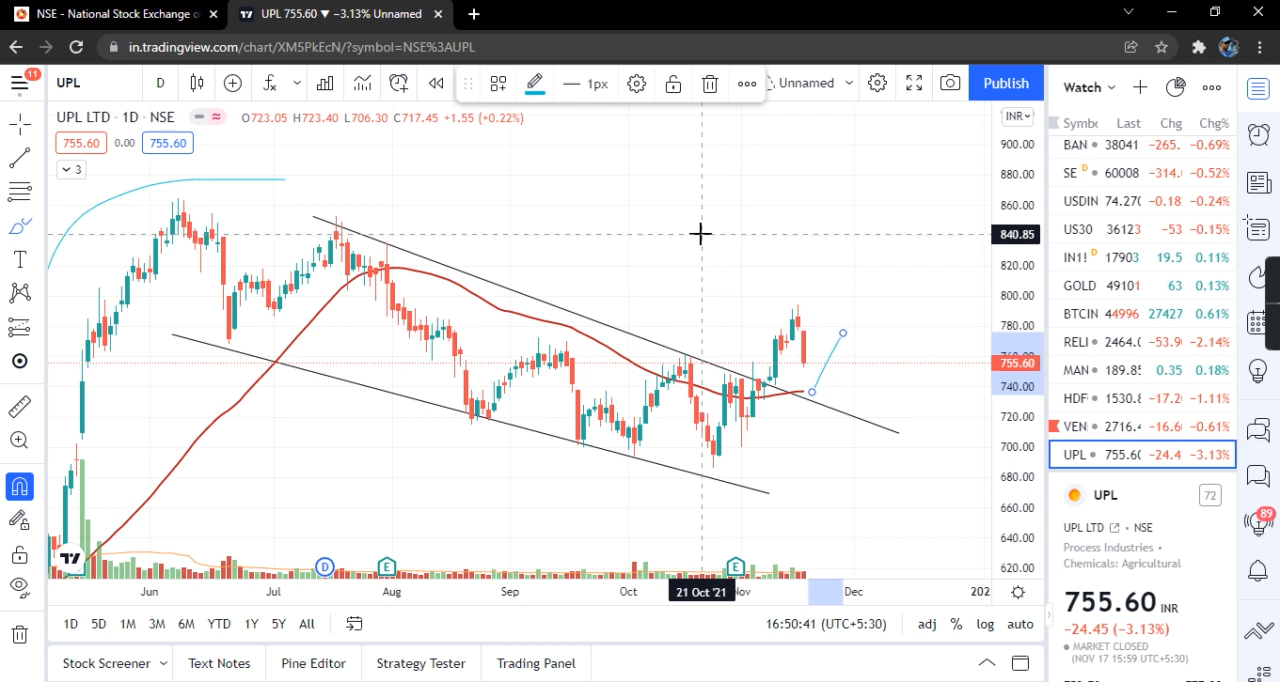 NSE - National Stock Exchange o
UPL 755.60 ▼ −3.13% Unnamed
in.tradingview.com/chart/XM5PkEcN/?symbol=NSE%3AUPL
11
UPL
D
1px
Unnamed
Publish
Watch
UPL LTD · 1D · NSE
O723.05 H723.40 L706.30 C717.45 +1.55 (+0.22%)
INR
755.60 0.00 755.60
3
Symbo Last Chg Chg%
BAN 38041 -265. -0.69%
SE D 60008 -314. -0.52%
USDIN 74.270 -0.18 -0.24%
US30 36123 -53 -0.15%
IN1! D 17903 19.5 0.11%
GOLD 49101 63 0.13%
BTCIN 44996 27427 0.61%
RELI 2464.0 -53.9 -2.14%
MAN 189.85 0.35 0.18%
HDF 1530.8 -17.2 -1.11%
VEN 2716.4 -16.6 -0.61%
UPL 755.60 -24.4 -3.13%
900.00
880.00
860.00
840.85
820.00
800.00
780.00
760.00
755.60
740.00
720.00
700.00
680.00
660.00
640.00
620.00
UPL
72
UPL LTD • NSE
Process Industries •
Chemicals: Agricultural
755.60 INR
-24.45 (-3.13%)
MARKET CLOSED
(NOV 17 15:59 UTC+5:30)
89
D
E
E
Jun Jul Aug Sep Oct 21 Oct '21 Nov Dec 202
1D 5D 1M 3M 6M YTD 1Y 5Y All
16:50:41 (UTC+5:30)
adj % log auto
Stock Screener Text Notes Pine Editor Strategy Tester Trading Panel